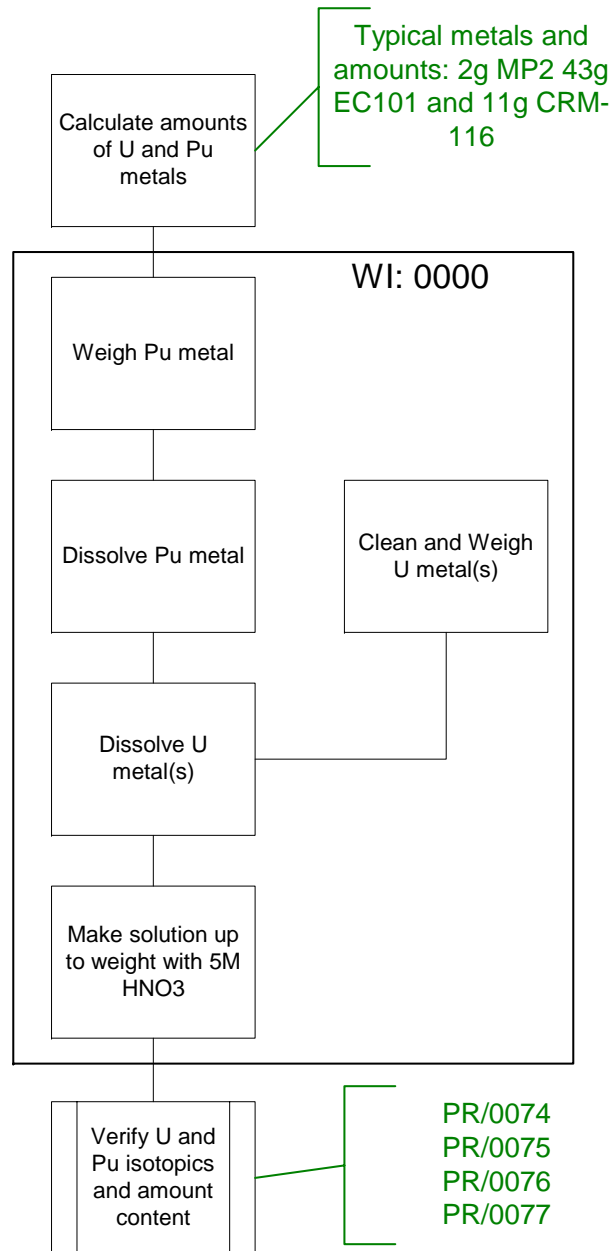 Typical metals and
amounts: 2g MP2 43g
EC101 and 11g CRM-
116
Calculate amounts
of U and Pu
metals
WI: 0000
Weigh Pu metal
Dissolve Pu metal
Clean and Weigh
U metal(s)
Dissolve U
metal(s)
Make solution up
to weight with 5M
HNO3
Verify U and
Pu isotopics
and amount
content
PR/0074
PR/0075
PR/0076
PR/0077